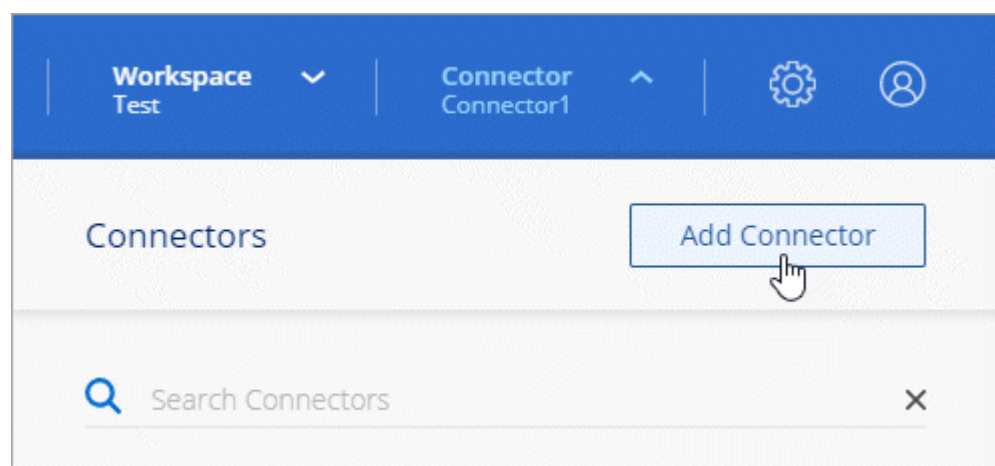 Workspace
Test
Connector
Connector1
Connectors
Add Connector
Search Connectors